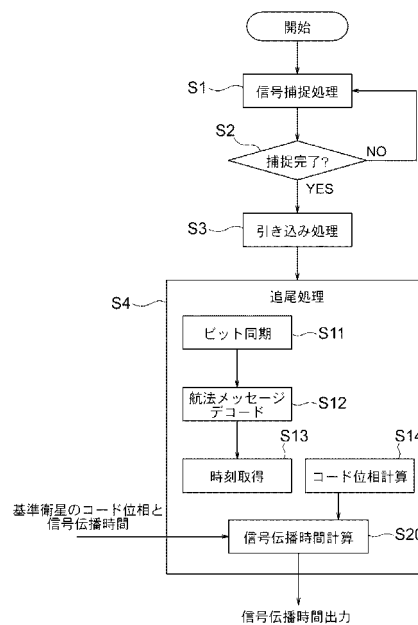 開始
S1
信号捕捉処理
S2
捕捉完了?
NO
YES
S3
引き込み処理
S4
追尾処理
ビット同期
S11
航法メッセージ
デコード
S12
S13
時刻取得
S14
コード位相計算
基準衛星のコード位相と
信号伝播時間
信号伝播時間計算
S20
信号伝播時間出力